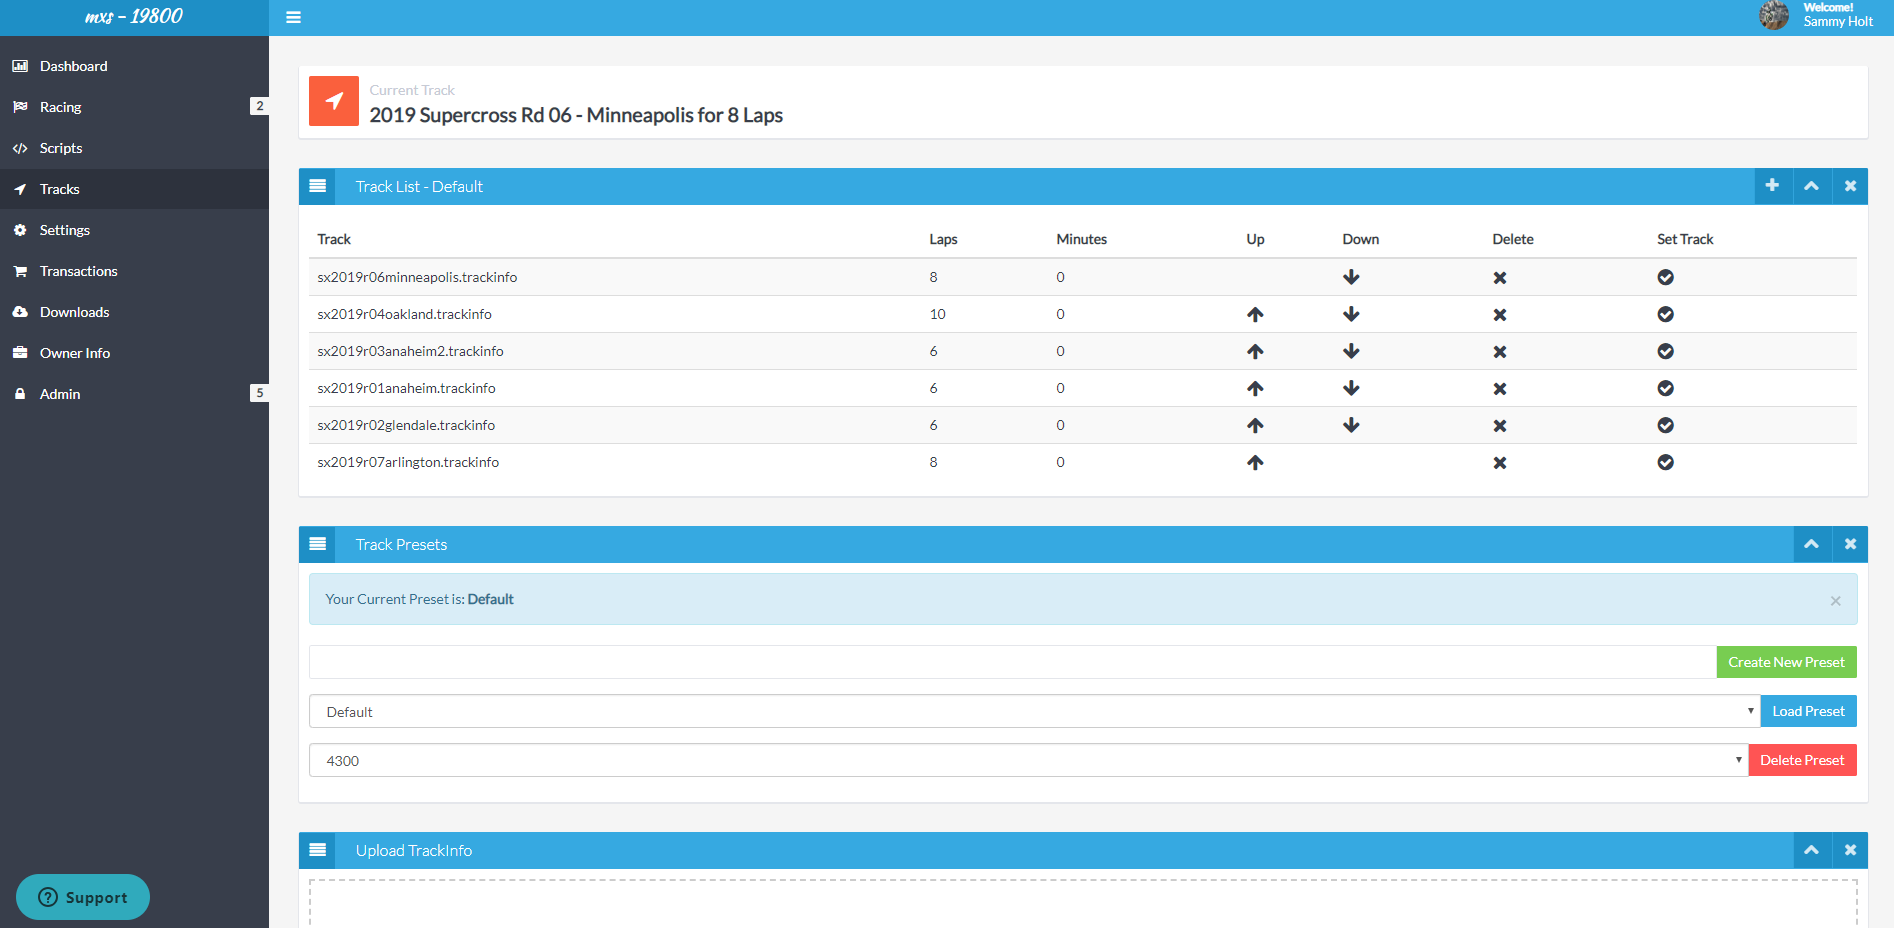 mxs - 19800
Welcome!
Sammy Holt
Dashboard
Racing 2
Scripts
Tracks
Settings
Transactions
Downloads
Owner Info
Admin 5
Support
Current Track
2019 Supercross Rd 06 - Minneapolis for 8 Laps
Track List - Default
Track Laps Minutes Up Down Delete Set Track
sx2019r06minneapolis.trackinfo 8 0
sx2019r04oakland.trackinfo 10 0
sx2019r03anaheim2.trackinfo 6 0
sx2019r01anaheim.trackinfo 6 0
sx2019r02glendale.trackinfo 6 0
sx2019r07arlington.trackinfo 8 0
Track Presets
Your Current Preset is: Default ×
Create New Preset
Default Load Preset
4300 Delete Preset
Upload TrackInfo